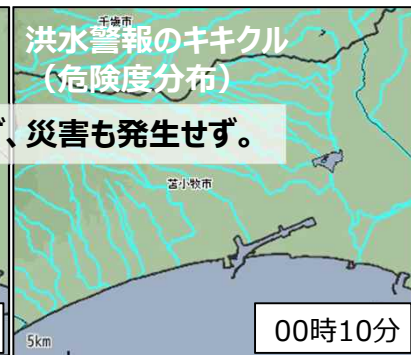 千歳市
洪水警報のキキクル
（危険度分布）
、災害も発生せず。
苫小牧市
5km
00時10分